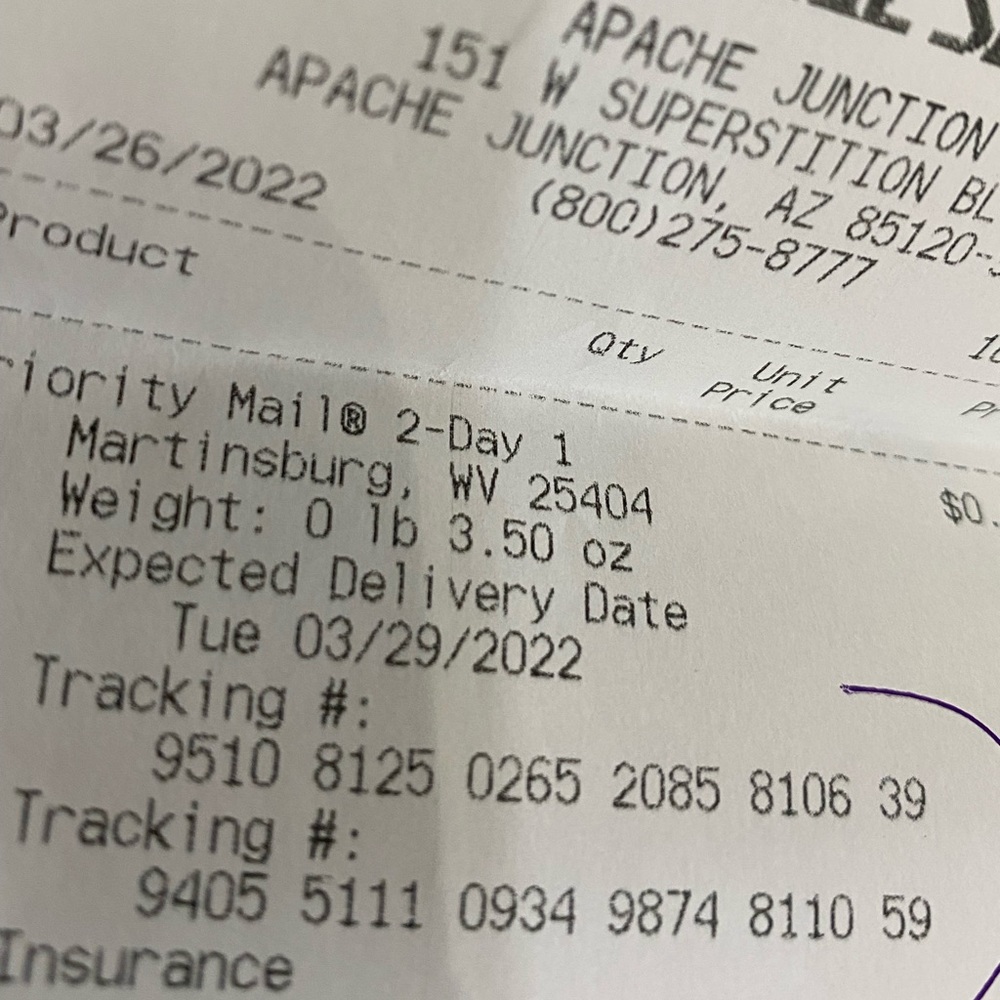 APACHE JUNCTION
151 W SUPERSTITION
APACHE JUNCTION, AZ 85120-
(800)275-8777
03/26/2022
Product Qty Unit
Price
Priority Mail® 2-Day 1
Martinsburg, WV 25404
Weight: 0 lb 3.50 oz
Expected Delivery Date
Tue 03/29/2022
Tracking #:
9510 8125 0265 2085 8106 39
Tracking #:
9405 5111 0934 9874 8110 59
Insurance